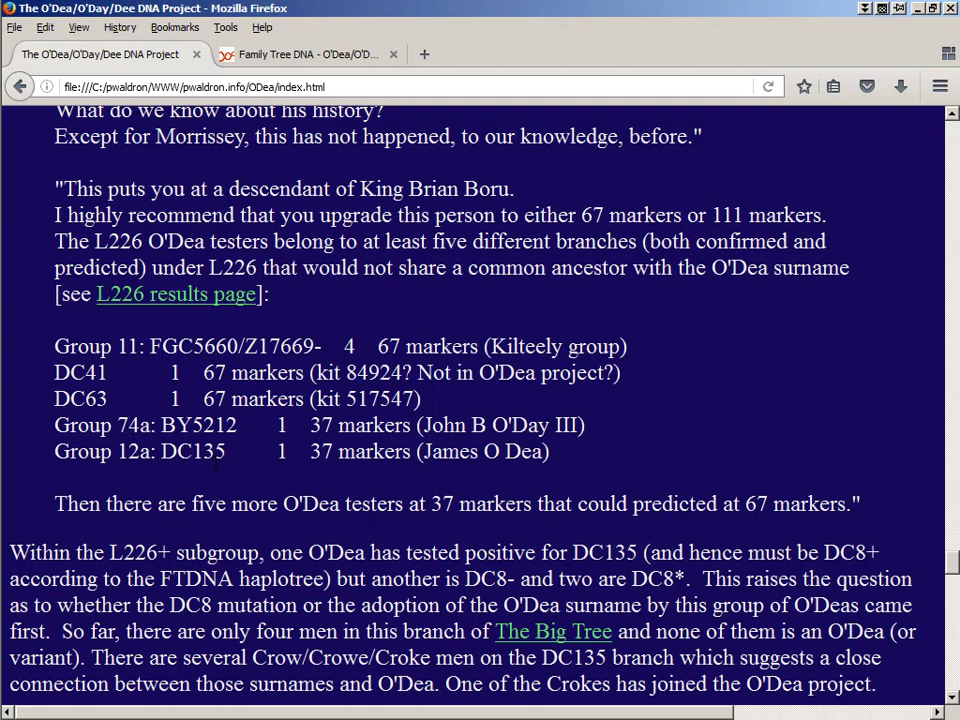 The O'Dea/O'Day/Dee DNA Project - Mozilla Firefox
File Edit View History Bookmarks Tools Help
The O'Dea/O'Day/Dee DNA Project Family Tree DNA - O'Dea/O'D...
file:///C:/pwaldron/WWW/pwaldron.info/ODea/index.html
What do we know about his history?
Except for Morrissey, this has not happened, to our knowledge, before."
"This puts you at a descendant of King Brian Boru.
I highly recommend that you upgrade this person to either 67 markers or 111 markers.
The L226 O'Dea testers belong to at least five different branches (both confirmed and
predicted) under L226 that would not share a common ancestor with the O'Dea surname
[see L226 results page]:
Group 11: FGC5660/Z17669- 4 67 markers (Kilteely group)
DC41 1 67 markers (kit 84924? Not in O'Dea project?)
DC63 1 67 markers (kit 517547)
Group 74a: BY5212 1 37 markers (John B O'Day III)
Group 12a: DC135 1 37 markers (James O Dea)
Then there are five more O'Dea testers at 37 markers that could predicted at 67 markers."
Within the L226+ subgroup, one O'Dea has tested positive for DC135 (and hence must be DC8+
according to the FTDNA haplotree) but another is DC8- and two are DC8*. This raises the question
as to whether the DC8 mutation or the adoption of the O'Dea surname by this group of O'Deas came
first. So far, there are only four men in this branch of The Big Tree and none of them is an O'Dea (or
variant). There are several Crow/Crowe/Croke men on the DC135 branch which suggests a close
connection between those surnames and O'Dea. One of the Crokes has joined the O'Dea project.